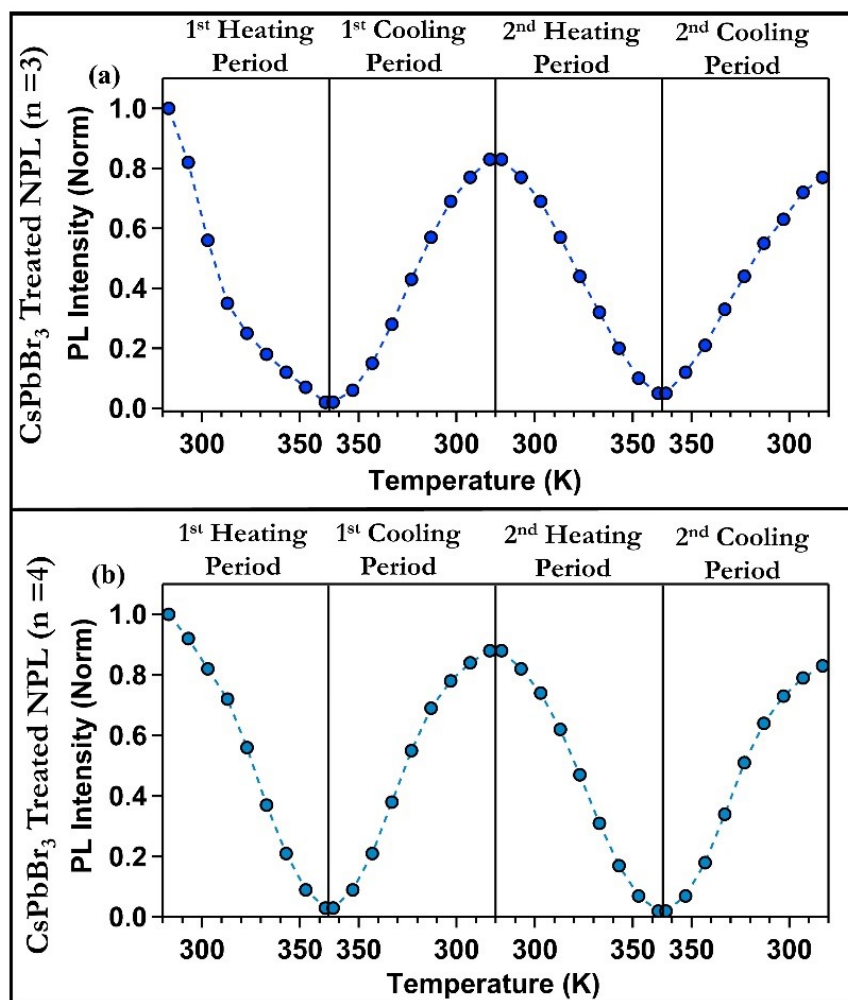 1st Heating Period
1st Cooling Period
2nd Heating Period
2nd Cooling Period
(a)
CsPbBr3 Treated NPL (n =3)
PL Intensity (Norm)
1.0
0.8
0.6
0.4
0.2
0.0
300 350 350 300 300 350 350 300
Temperature (K)
1st Heating Period
1st Cooling Period
2nd Heating Period
2nd Cooling Period
(b)
CsPbBr3 Treated NPL (n =4)
PL Intensity (Norm)
1.0
0.8
0.6
0.4
0.2
0.0
300 350 350 300 300 350 350 300
Temperature (K)